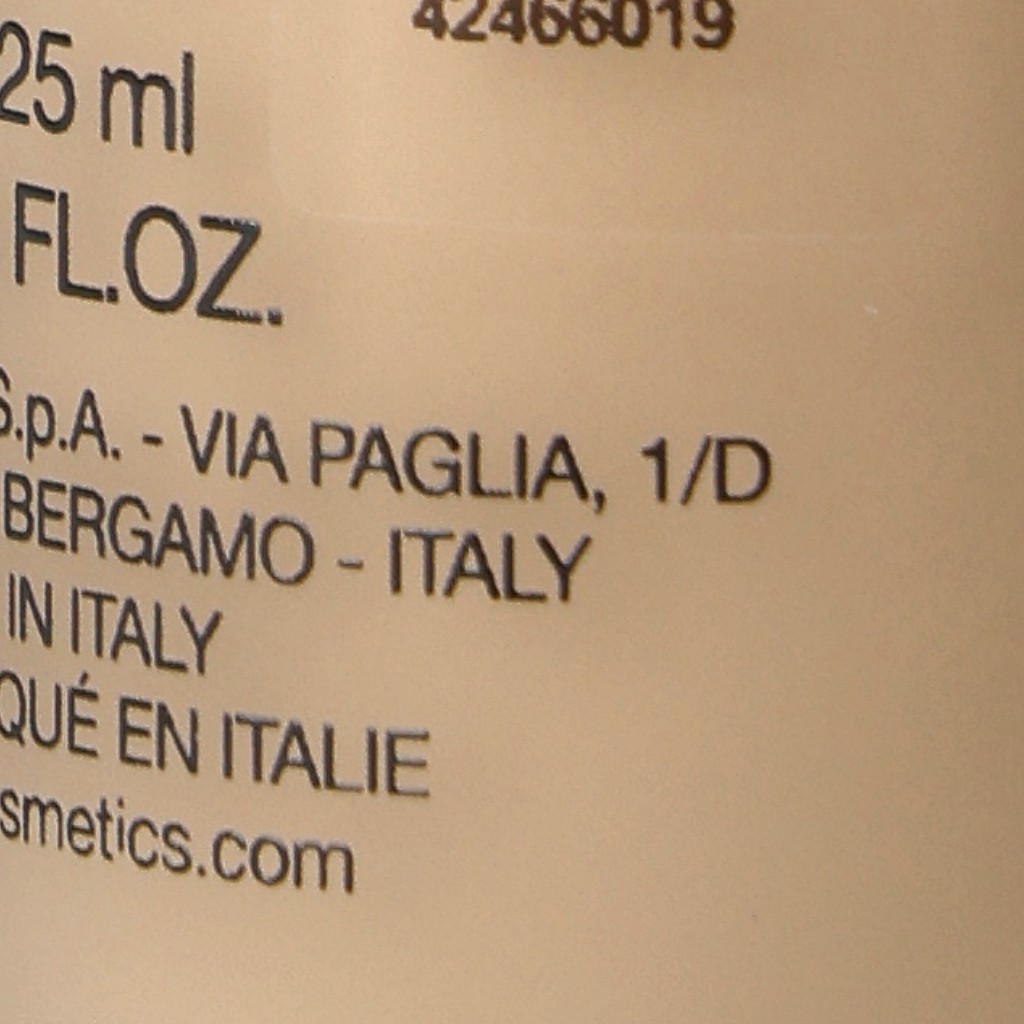 42466019
25 ml
FL.OZ.
S.p.A. - VIA PAGLIA, 1/D
BERGAMO - ITALY
IN ITALY
QUÉ EN ITALIE
smetics.com